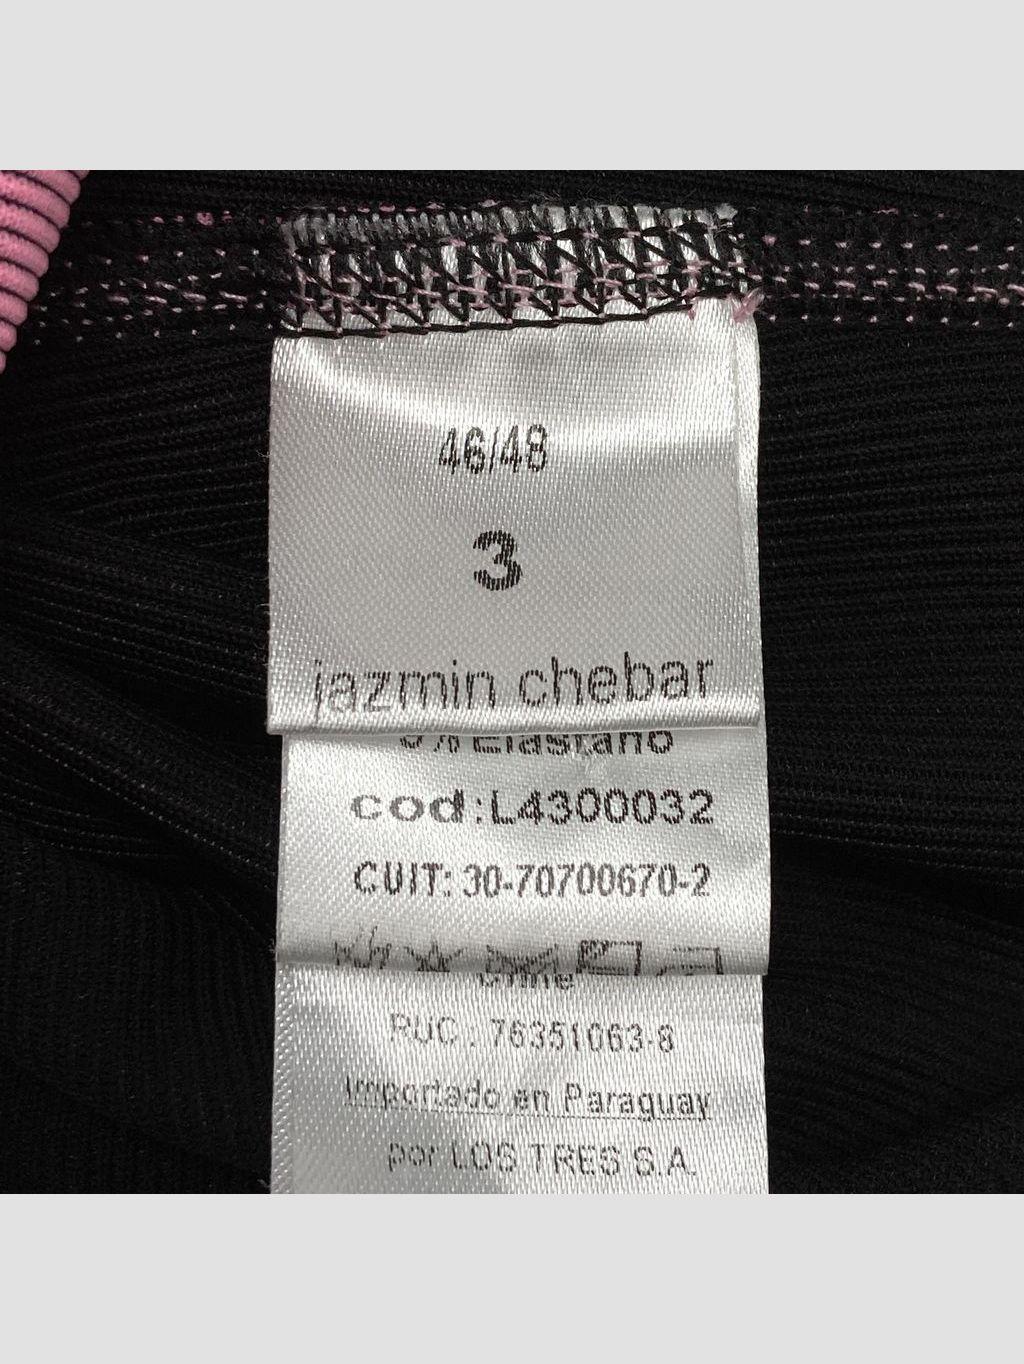 46/48
3
jazmin chebar
% Elastano
cod:L4300032
CUIT: 30-70700670-2
RUC: 76351063-8
Importado en Paraguay
por LOS TRES S.A.